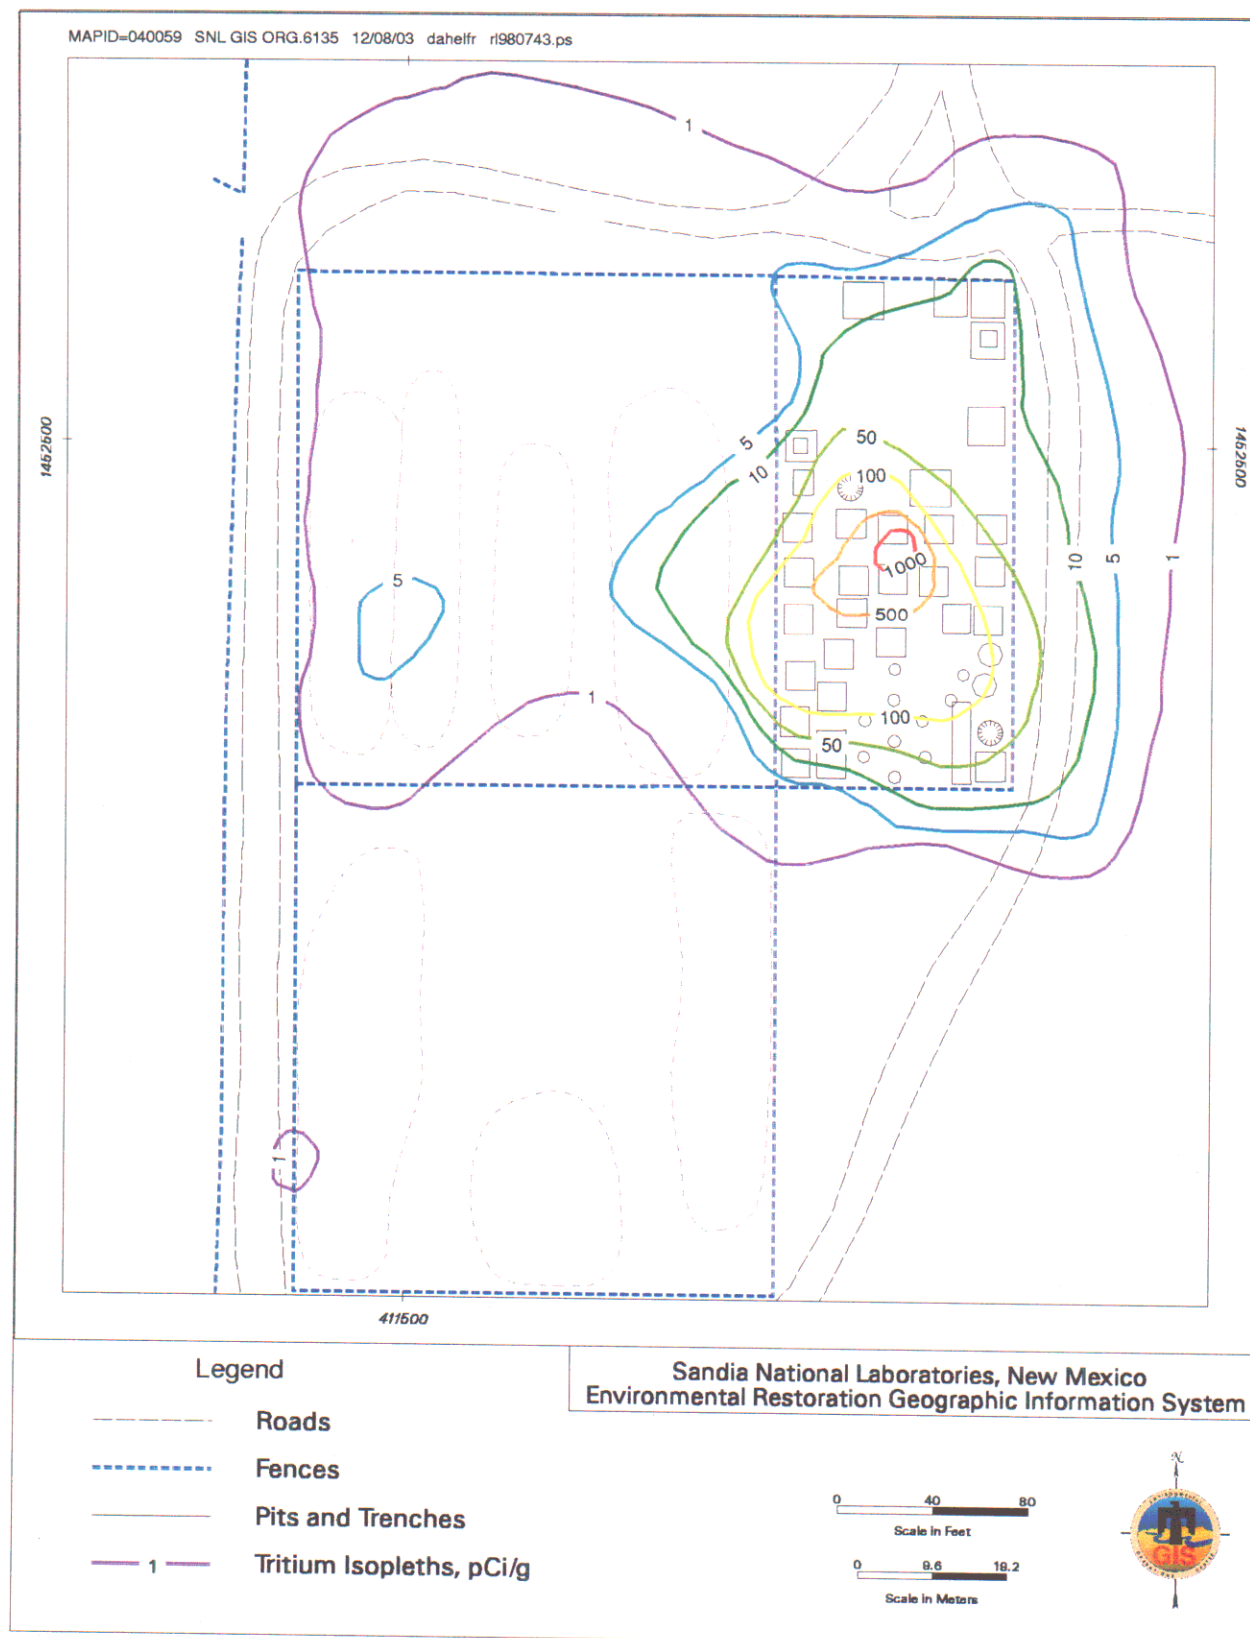 MAPID=040059 SNL GIS ORG.6135 12/08/03 dahelfr rl980743.ps
1
5
10
50
100
1000
500
5
1
100
50
10
5
1
1
1452500
1452500
411500
Legend
Roads
Fences
Pits and Trenches
1
Tritium Isopleths, pCi/g
Sandia National Laboratories, New Mexico
Environmental Restoration Geographic Information System
0 40 80
Scale in Feet
0 9.6 19.2
Scale in Meters
N
GIS